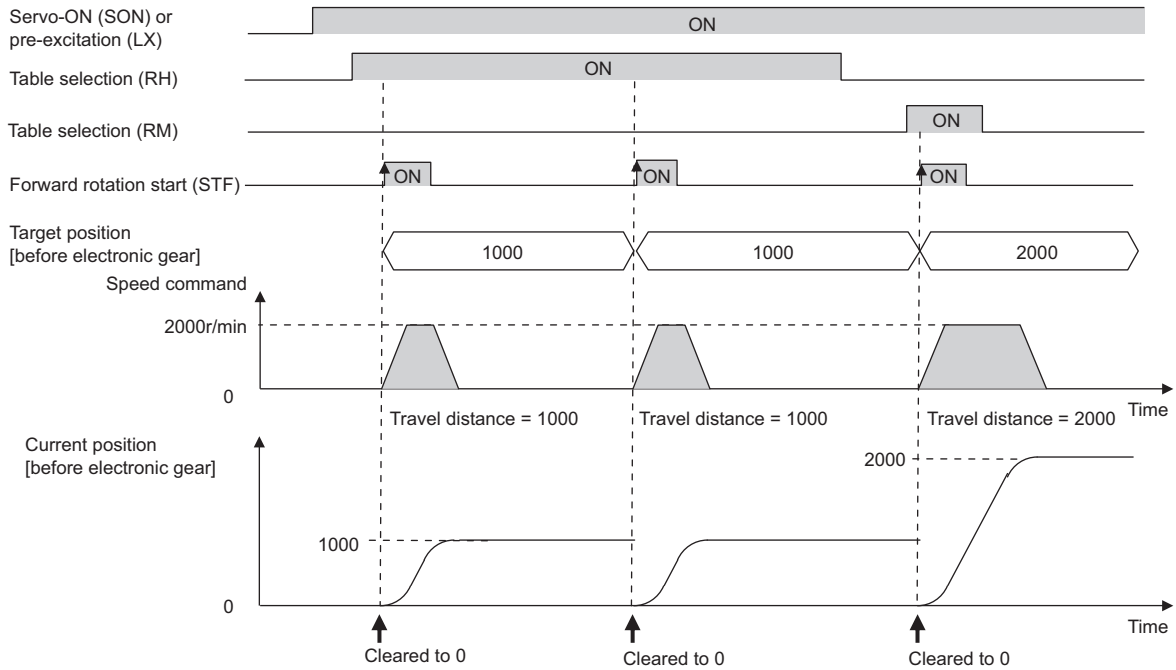 Servo-ON (SON) or
pre-excitation (LX)
ON
Table selection (RH)
ON
Table selection (RM)
ON
Forward rotation start (STF)
ON
ON
ON
Target position
[before electronic gear]
1000
1000
2000
Speed command
2000r/min
0
Time
Travel distance = 1000
Travel distance = 1000
Travel distance = 2000
Current position
[before electronic gear]
2000
1000
0
Time
Cleared to 0
Cleared to 0
Cleared to 0